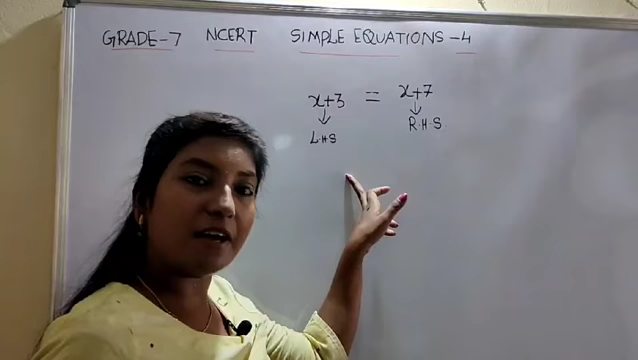 GRADE-7 NCERT SIMPLE EQUATIONS -4
x+3 = x+7
L.H.S R.H.S